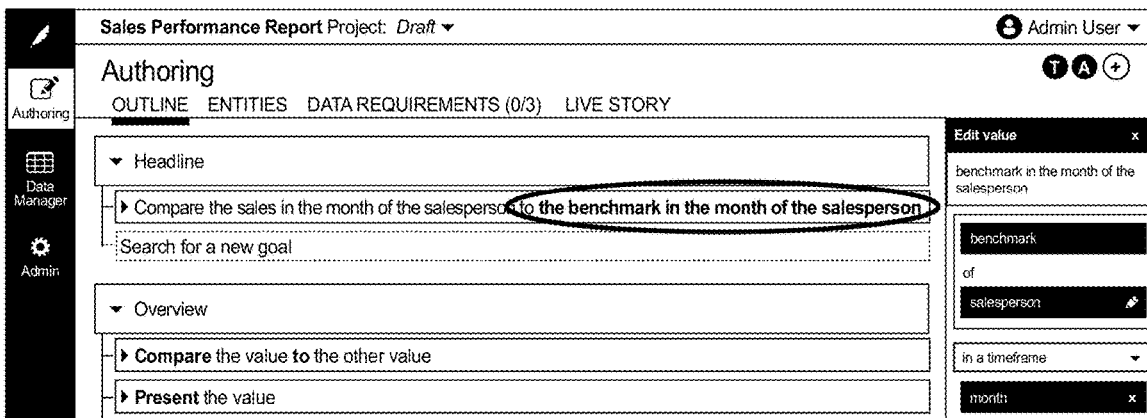 Sales Performance Report Project: Draft
Admin User
Authoring
T A +
OUTLINE ENTITIES DATA REQUIREMENTS (0/3) LIVE STORY
Authoring
Data
Manager
Admin
Headline
Compare the sales in the month of the salesperson to the benchmark in the month of the salesperson
Search for a new goal
Overview
Compare the value to the other value
Present the value
Edit value x
benchmark in the month of the
salesperson
benchmark
of
salesperson
in a timeframe
month x